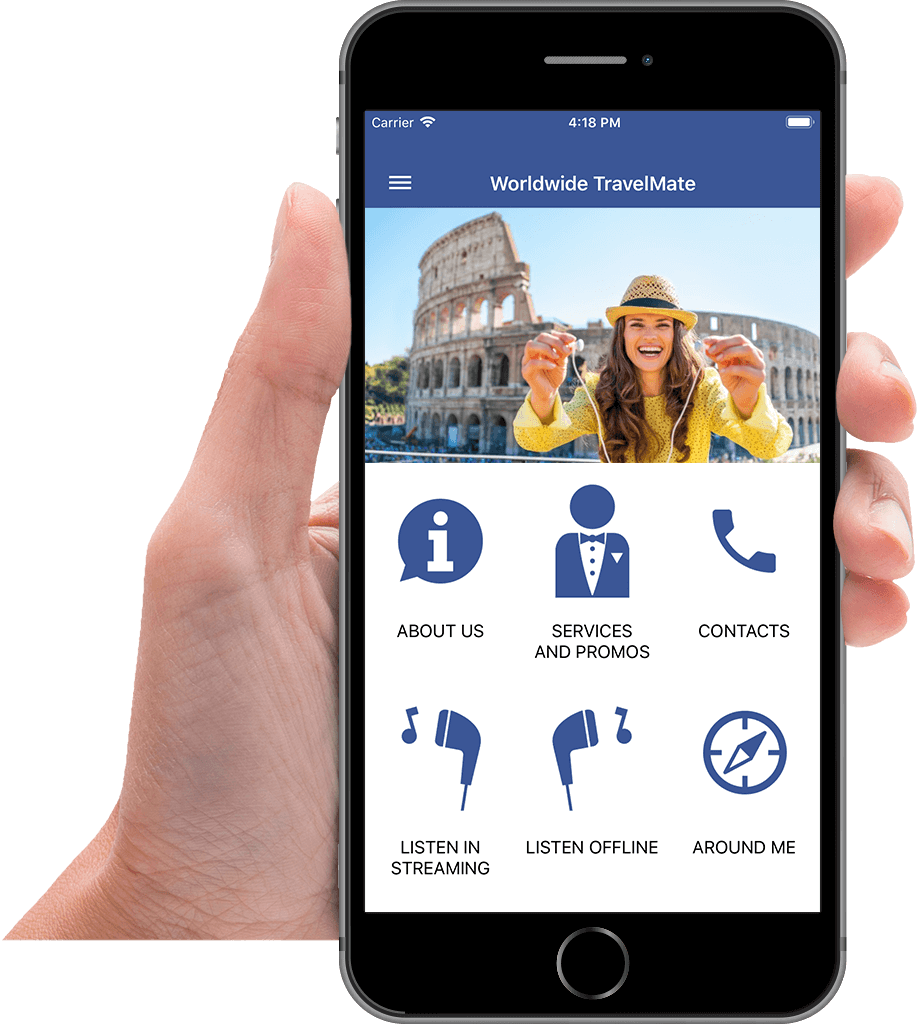 Carrier 4:18 PM
Worldwide TravelMate
ABOUT US
SERVICES
AND PROMOS
CONTACTS
LISTEN IN
STREAMING
LISTEN OFFLINE
AROUND ME